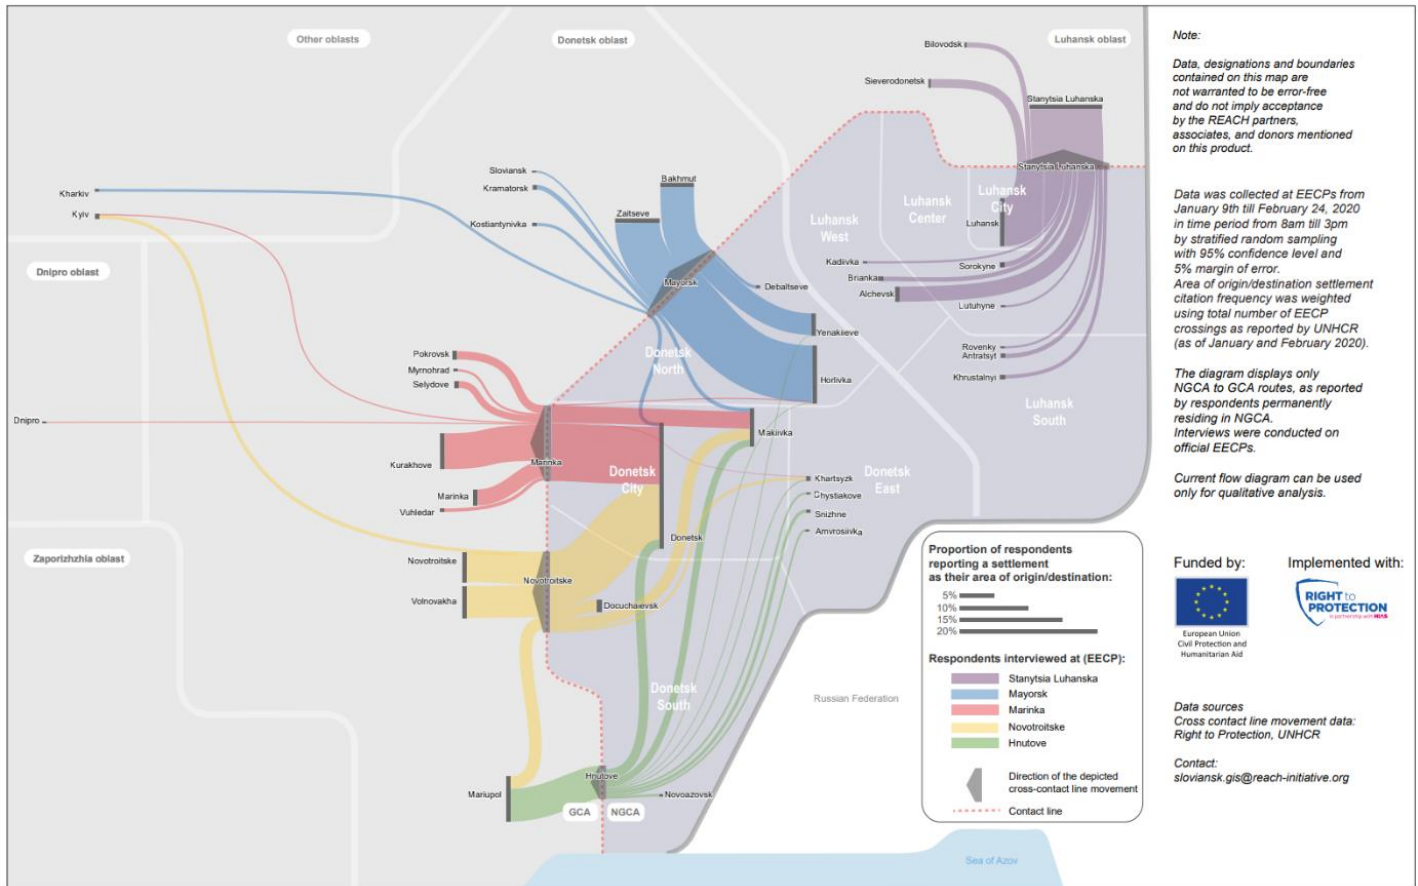 Other oblasts
Donetsk oblast
Luhansk oblast
Bilovodsk
Sieverodonetsk
Stanytsia Luhanska
Stanytsia Luhanska
Sloviansk
Kramatorsk
Bakhmut
Kharkiv
Kyiv
Zaitseve
Kostiantynivka
Luhansk
City
Luhansk
Center
Luhansk
West
Luhansk
Dnipro oblast
Kadiivka
Sorokyne
Brianka
Alchevsk
Lutuhyne
Mayorsk
Debaltseve
Yenakiieve
Rovenky
Antratsyt
Khrustalnyi
Donetsk
North
Pokrovsk
Myrnohrad
Selydove
Horlivka
Luhansk
South
Dnipro
Makiivka
Kurakhove
Marinka
Donetsk
City
Donetsk
East
Khartsyzk
Chystiakove
Snizhne
Amvrosiivka
Marinka
Vuhledar
Donetsk
Zaporizhzhia oblast
Novotroitske
Novotroitske
Volnovakha
Docuchaievsk
Donetsk
South
Russian Federation
Hnutove
Mariupol
Novoazovsk
GCA
NGCA
Sea of Azov
Proportion of respondents
reporting a settlement
as their area of origin/destination:
5%
10%
15%
20%
Respondents interviewed at (EECP):
Stanytsia Luhanska
Mayorsk
Marinka
Novotroitske
Hnutove
Direction of the depicted
cross-contact line movement
Contact line
Note:
Data, designations and boundaries
contained on this map are
not warranted to be error-free
and do not imply acceptance
by the REACH partners,
associates, and donors mentioned
on this product.
Data was collected at EECPs from
January 9th till February 24, 2020
in time period from 8am till 3pm
by stratified random sampling
with 95% confidence level and
5% margin of error.
Area of origin/destination settlement
citation frequency was weighted
using total number of EECP
crossings as reported by UNHCR
(as of January and February 2020).
The diagram displays only
NGCA to GCA routes, as reported
by respondents permanently
residing in NGCA.
Interviews were conducted on
official EECPs.
Current flow diagram can be used
only for qualitative analysis.
Funded by:
Implemented with:
European Union
Civil Protection and
Humanitarian Aid
RIGHT to
PROTECTION
in partnership with HIAS
Data sources
Cross contact line movement data:
Right to Protection, UNHCR
Contact:
sloviansk.gis@reach-initiative.org